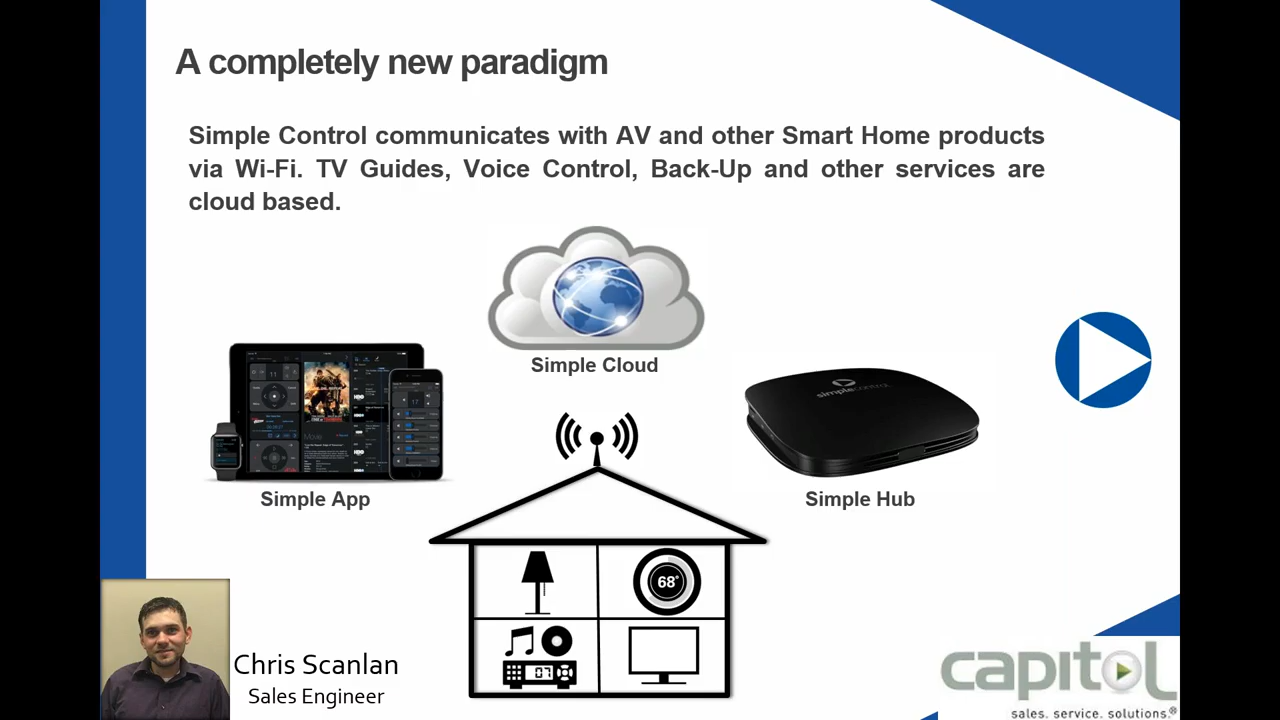 A completely new paradigm
Simple Control communicates with AV and other Smart Home products
via Wi-Fi. TV Guides, Voice Control, Back-Up and other services are
cloud based.
Simple Cloud
simplecontrol
Simple App
Simple Hub
68°
07
Chris Scanlan
Sales Engineer
capitol
sales. service. solutions.®